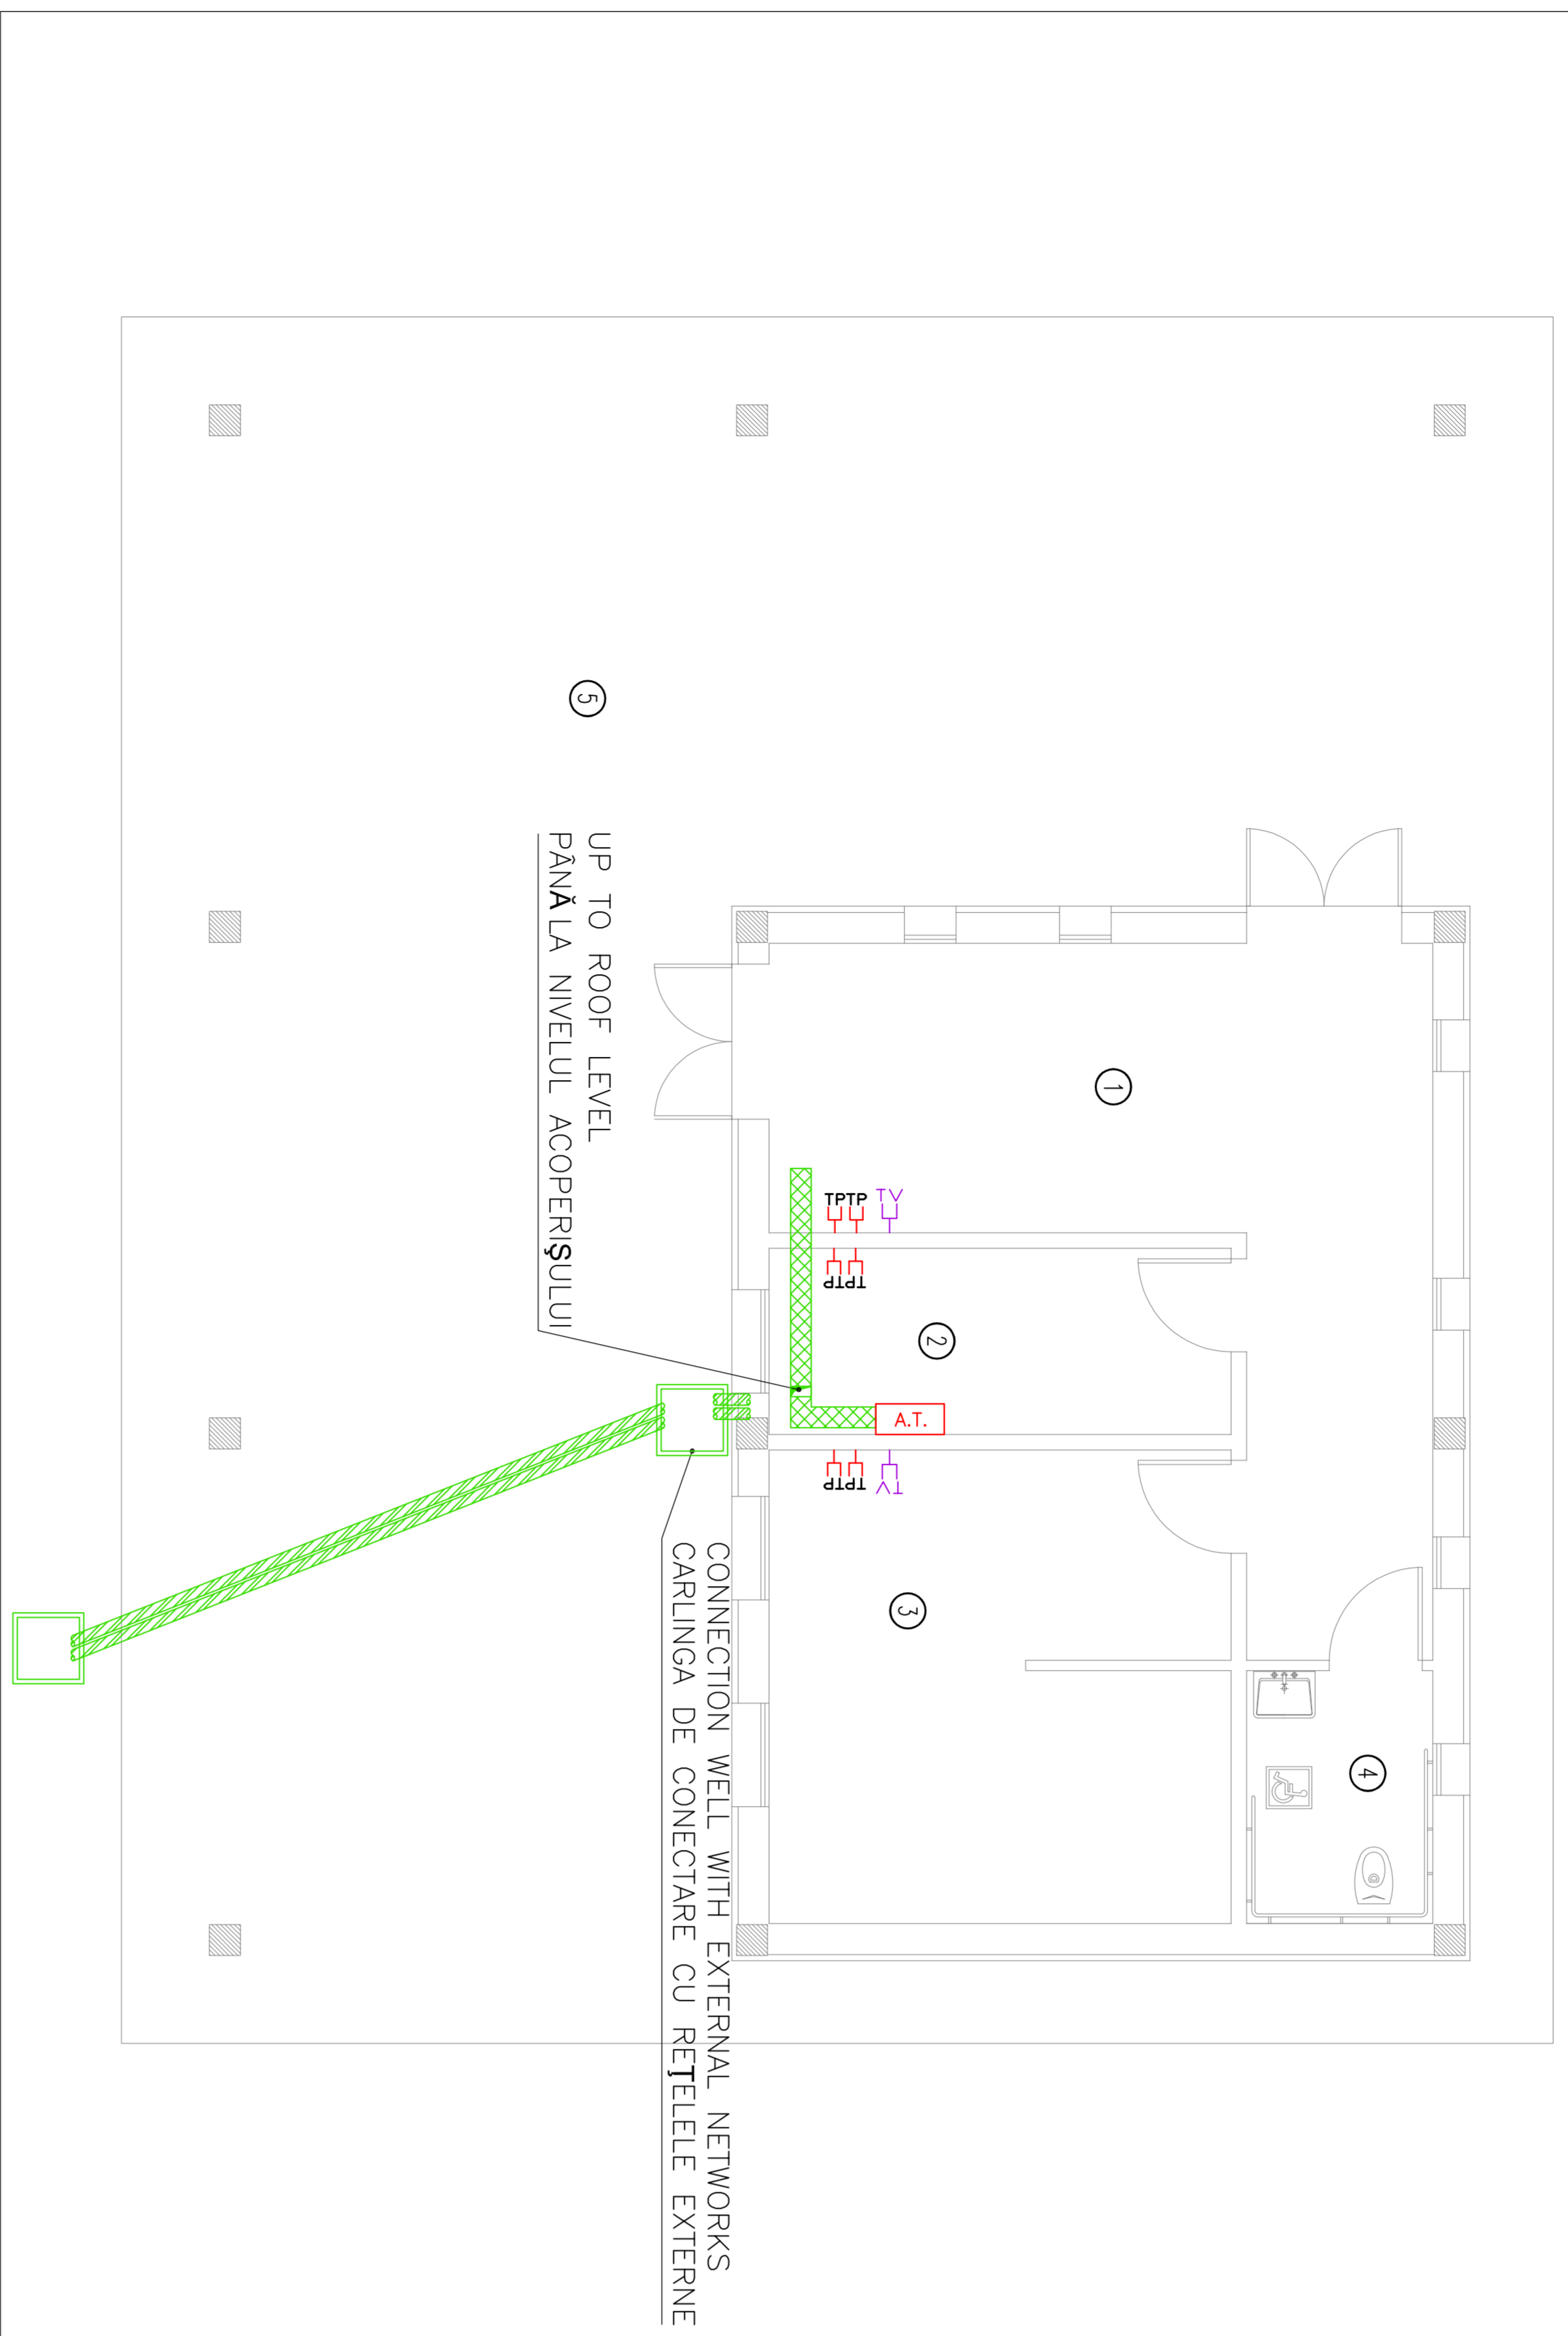 5
UP TO ROOF LEVEL
PÂNĂ LA NIVELUL ACOPERIŞULUI
1
TPTP
TV
TPTP
2
A.T.
TPTP
TV
3
4
CONNECTION WELL WITH EXTERNAL NETWORKS
CARLINGA DE CONECTARE CU REŢELELE EXTERNE